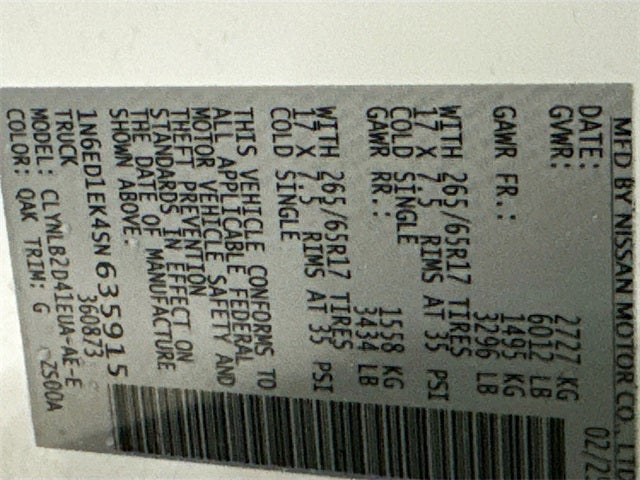 MFD BY NISSAN MOTOR CO., LTD
DATE: 02/25
GVWR: 2727 KG
6012 LB
GAWR FR.: 1495 KG
3296 LB
WITH 265/65R17 TIRES
17 X 7.5 RIMS AT 35 PSI
COLD SINGLE
GAWR RR.: 1558 KG
3434 LB
WITH 265/65R17 TIRES
17 X 7.5 RIMS AT 35 PSI
COLD SINGLE
THIS VEHICLE CONFORMS TO
ALL APPLICABLE FEDERAL
MOTOR VEHICLE SAFETY AND
THEFT PREVENTION
STANDARDS IN EFFECT ON
THE DATE OF MANUFACTURE
SHOWN ABOVE.
1N6ED1EK4SN635915
TRUCK 360873
MODEL: CLYNLB2D41EUA-AE-E
COLOR: QAK TRIM: G Z500A